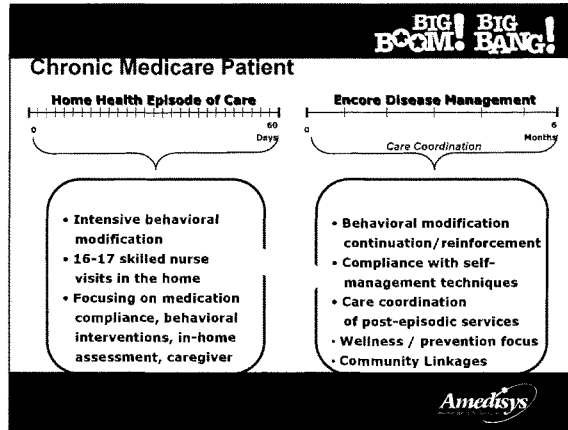 BIG BIG
BOOM! BANG!
Chronic Medicare Patient
Home Health Episode of Care
0
60
Days
Encore Disease Management
0
6
Months
Care Coordination
• Intensive behavioral
modification
• 16-17 skilled nurse
visits in the home
• Focusing on medication
compliance, behavioral
interventions, in-home
assessment, caregiver
• Behavioral modification
continuation/reinforcement
• Compliance with self-
management techniques
• Care coordination
of post-episodic services
• Wellness / prevention focus
• Community Linkages
Amedisys